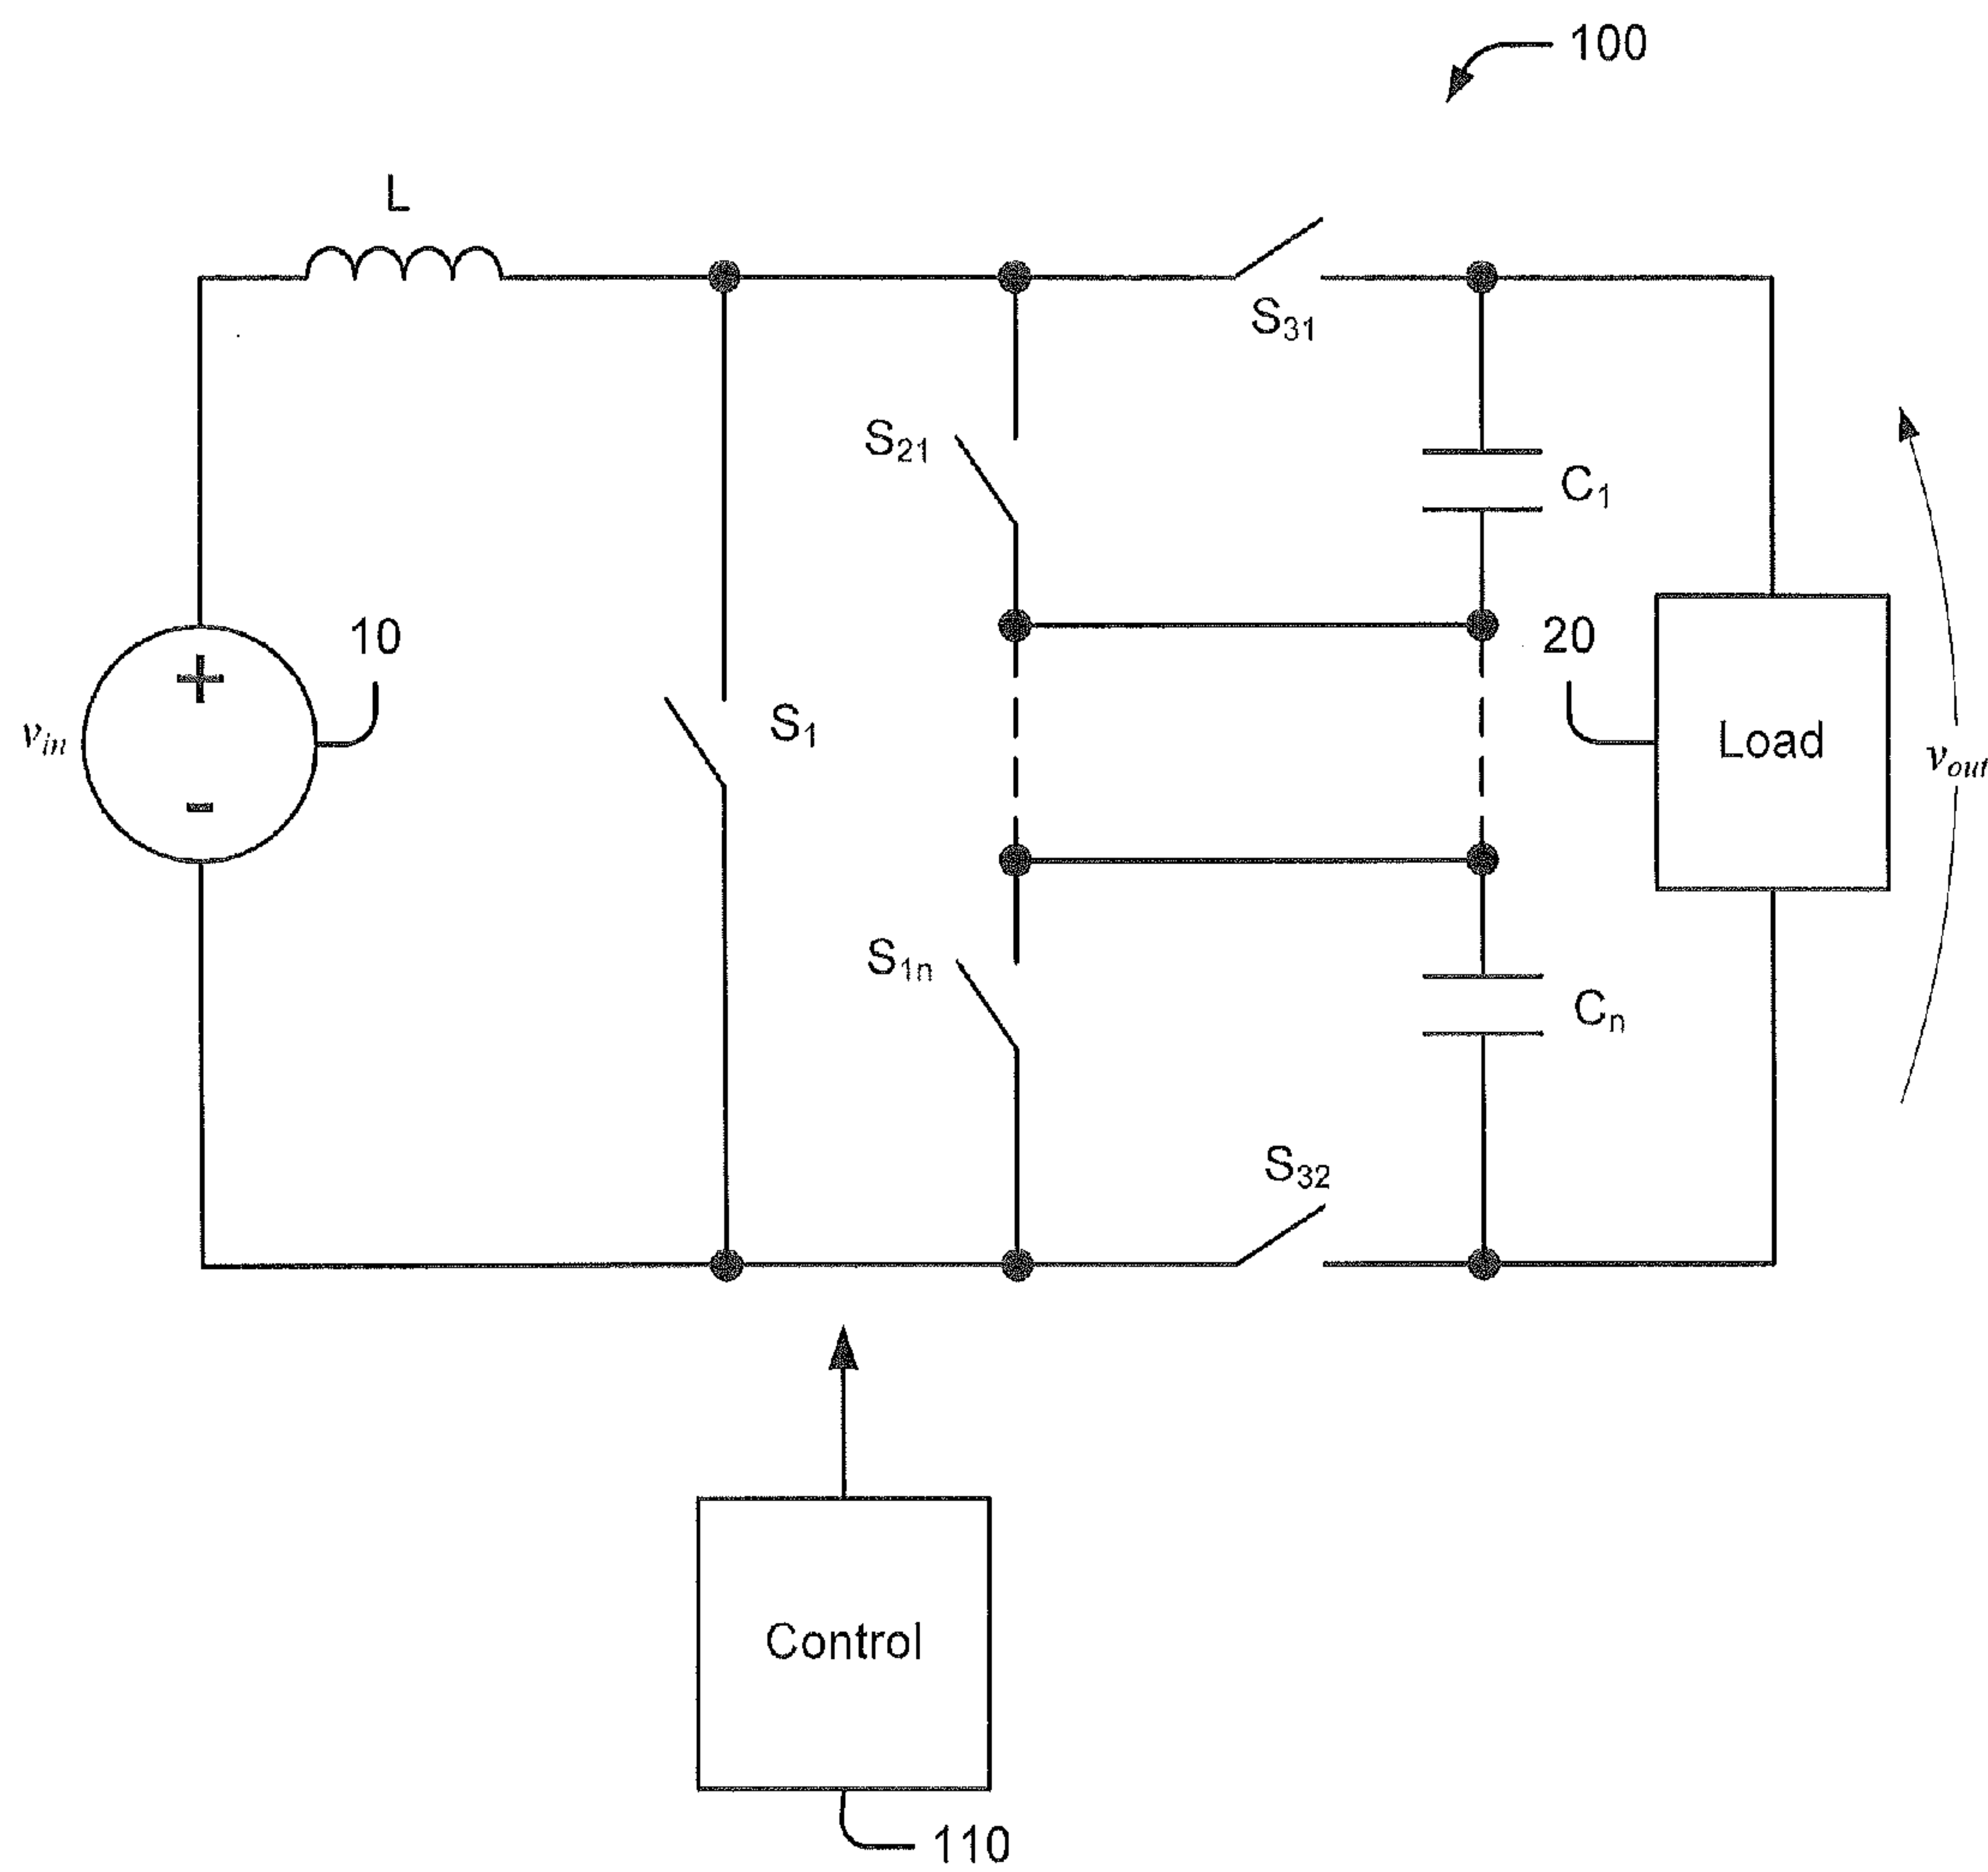 100
L
S31
S21
C1
10
20
+
S1
vin
Load
vout
-
S1n
Cn
S32
Control
110